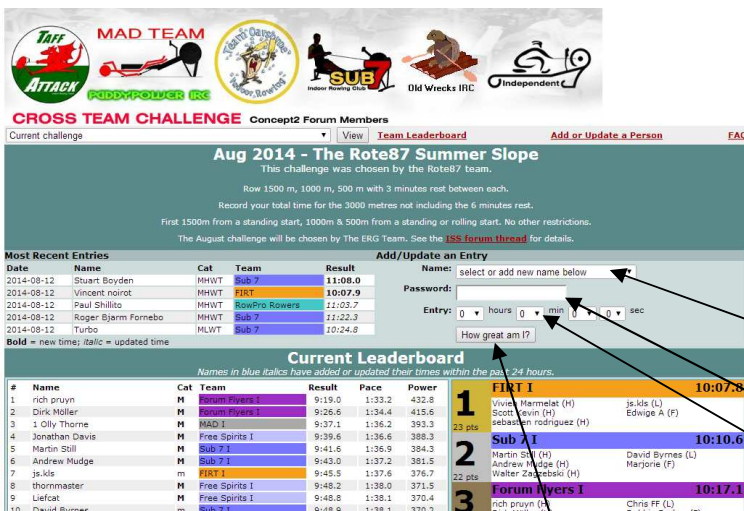 TAFF ATTACK
MAD TEAM
PADDYPOWER IRC
Team Oarsome
Indoor Rowing
SUB 7
Indoor Rowing Club
Old Wrecks IRC
Independent
CROSS TEAM CHALLENGE Concept2 Forum Members
Current challenge View Team Leaderboard Add or Update a Person FAQ
Aug 2014 - The Rote87 Summer Slope
This challenge was chosen by the Rote87 team.
Row 1500 m, 1000 m, 500 m with 3 minutes rest between each.
Record your total time for the 3000 metres not including the 6 minutes rest.
First 1500m from a standing start, 1000m & 500m from a standing or rolling start. No other restrictions.
The August challenge will be chosen by The ERG Team. See the ISS forum thread for details.
Most Recent Entries
Date Name Cat Team Result
2014-08-12 Stuart Boyden MHWT Sub 7 11:08.0
2014-08-12 Vincent noirot MHWT FIRT 10:07.9
2014-08-12 Paul Shillito MHWT RowPro Rowers 11:03.7
2014-08-12 Roger Bjarm Fornebo MHWT Sub 7 11:22.3
2014-08-12 Turbo MLWT Sub 7 10:24.8
Bold = new time; italic = updated time
Add/Update an Entry
Name: select or add new name below
Password:
Entry: 0 hours 0 min 0 0 sec
How great am I?
Current Leaderboard
Names in blue italics have added or updated their times within the past 24 hours.
# Name Cat Team Result Pace Power
1 rich pruyn M Forum Flyers I 9:19.0 1:33.2 432.8
2 Dirk Möller M Forum Flyers I 9:26.6 1:34.4 415.6
3 1 Olly Thorne M MAD I 9:37.1 1:36.2 393.3
4 Jonathan Davis M Free Spirits I 9:39.6 1:36.6 388.3
5 Martin Still M Sub 7 I 9:41.6 1:36.9 384.3
6 Andrew Mudge M Sub 7 I 9:43.0 1:37.2 381.5
7 js.kls m FIRT I 9:45.5 1:37.6 376.7
8 thornmaster M Free Spirits I 9:48.2 1:38.0 371.5
9 Liefcat M Free Spirits I 9:48.8 1:38.1 370.4
10 David Byrnes m Sub 7 I 9:48.9 1:38.1 370.2
1 FIRT I 10:07.8
23 pts
Vivien Marmelat (H) js.kls (L)
Scott Kevin (H) Edwige A (F)
sebastien rodriguez (H)
2 Sub 7 I 10:10.6
22 pts
Martin Still (H) David Byrnes (L)
Andrew Mudge (H) Marjorie (F)
Walter Zagzebski (H)
3 Forum Flyers I 10:17.1
rich pruyn (H) Chris FF (L)